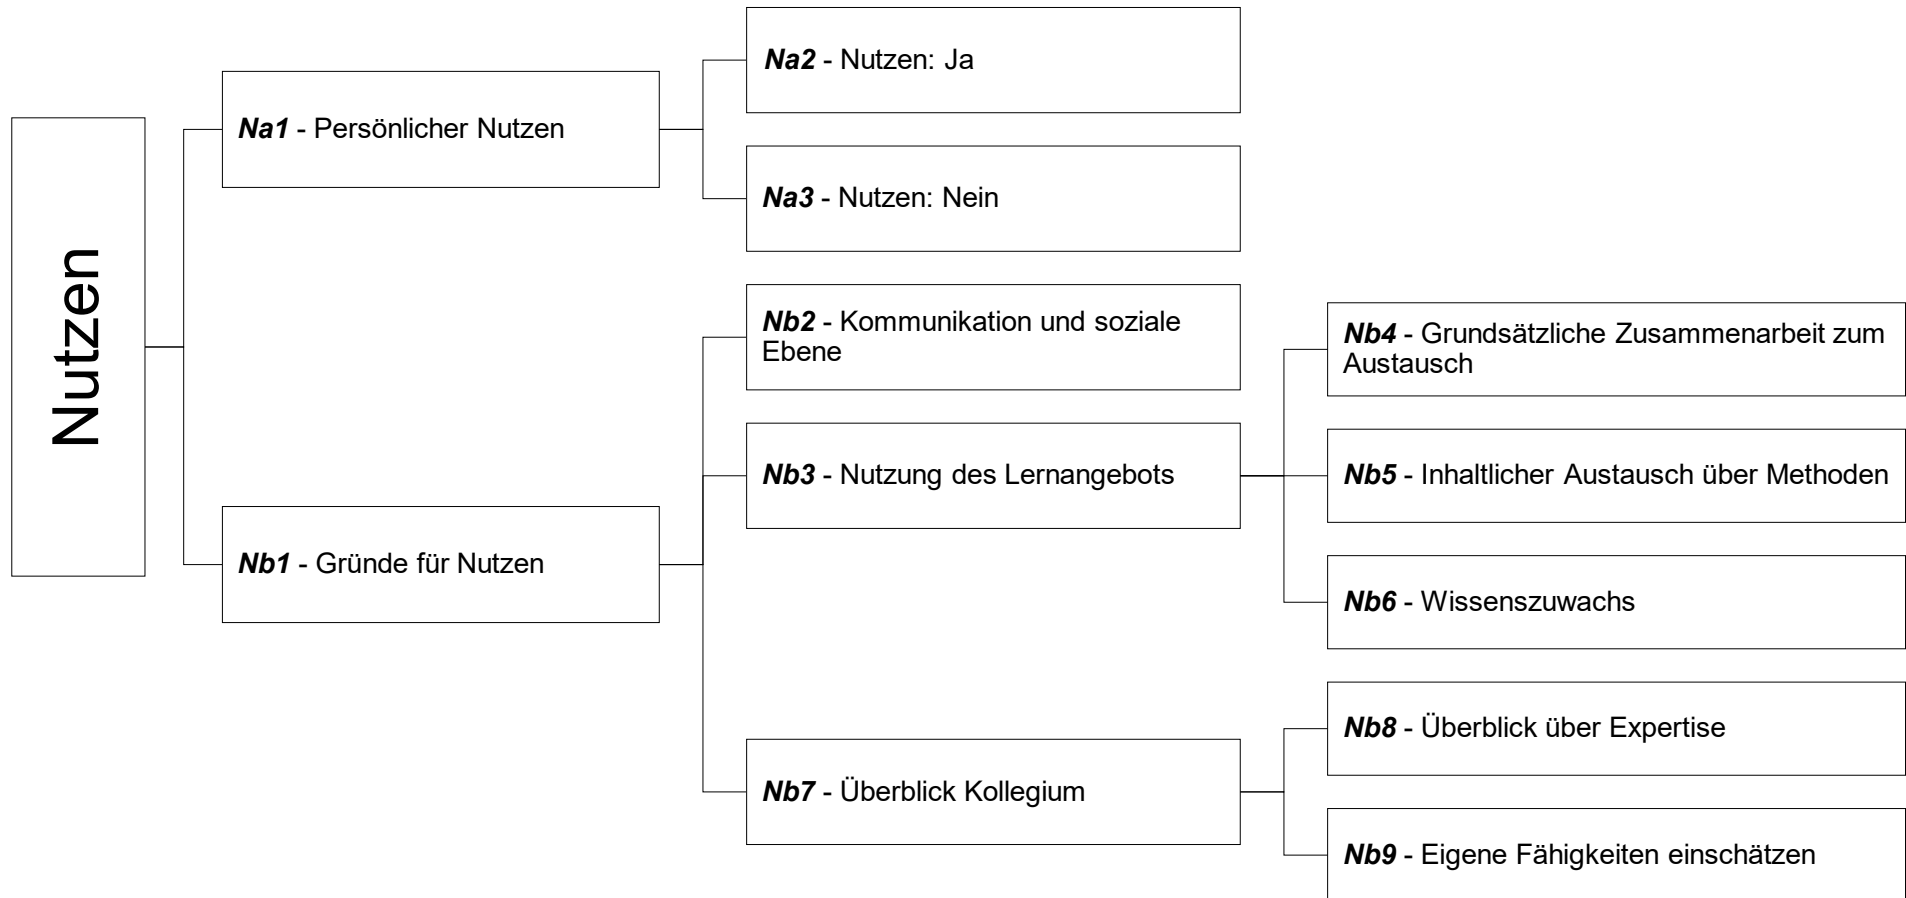 Nutzen
Na1 - Persönlicher Nutzen
Na2 - Nutzen: Ja
Na3 - Nutzen: Nein
Nb1 - Gründe für Nutzen
Nb2 - Kommunikation und soziale
Ebene
Nb3 - Nutzung des Lernangebots
Nb4 - Grundsätzliche Zusammenarbeit zum
Austausch
Nb5 - Inhaltlicher Austausch über Methoden
Nb6 - Wissenszuwachs
Nb7 - Überblick Kollegium
Nb8 - Überblick über Expertise
Nb9 - Eigene Fähigkeiten einschätzen